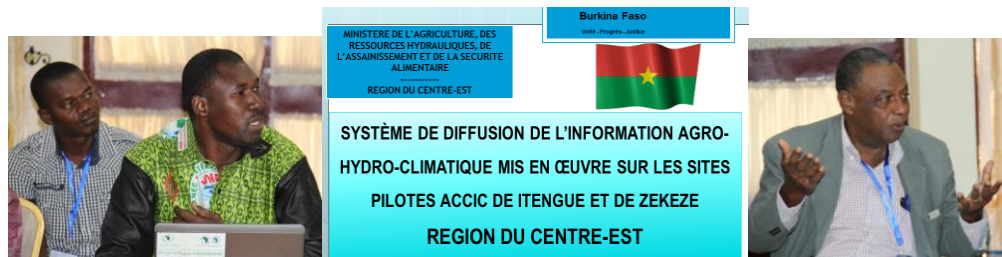 MINISTERE DE L'AGRICULTURE, DES
RESSOURCES HYDRAULIQUES, DE
L'ASSAINISSEMENT ET DE LA SECURITE
ALIMENTAIRE
-----------
REGION DU CENTRE-EST
Burkina Faso
Unité - Progrès - Justice
SYSTÈME DE DIFFUSION DE L'INFORMATION AGRO-
HYDRO-CLIMATIQUE MIS EN ŒUVRE SUR LES SITES
PILOTES ACCIC DE ITENGUE ET DE ZEKEZE
REGION DU CENTRE-EST